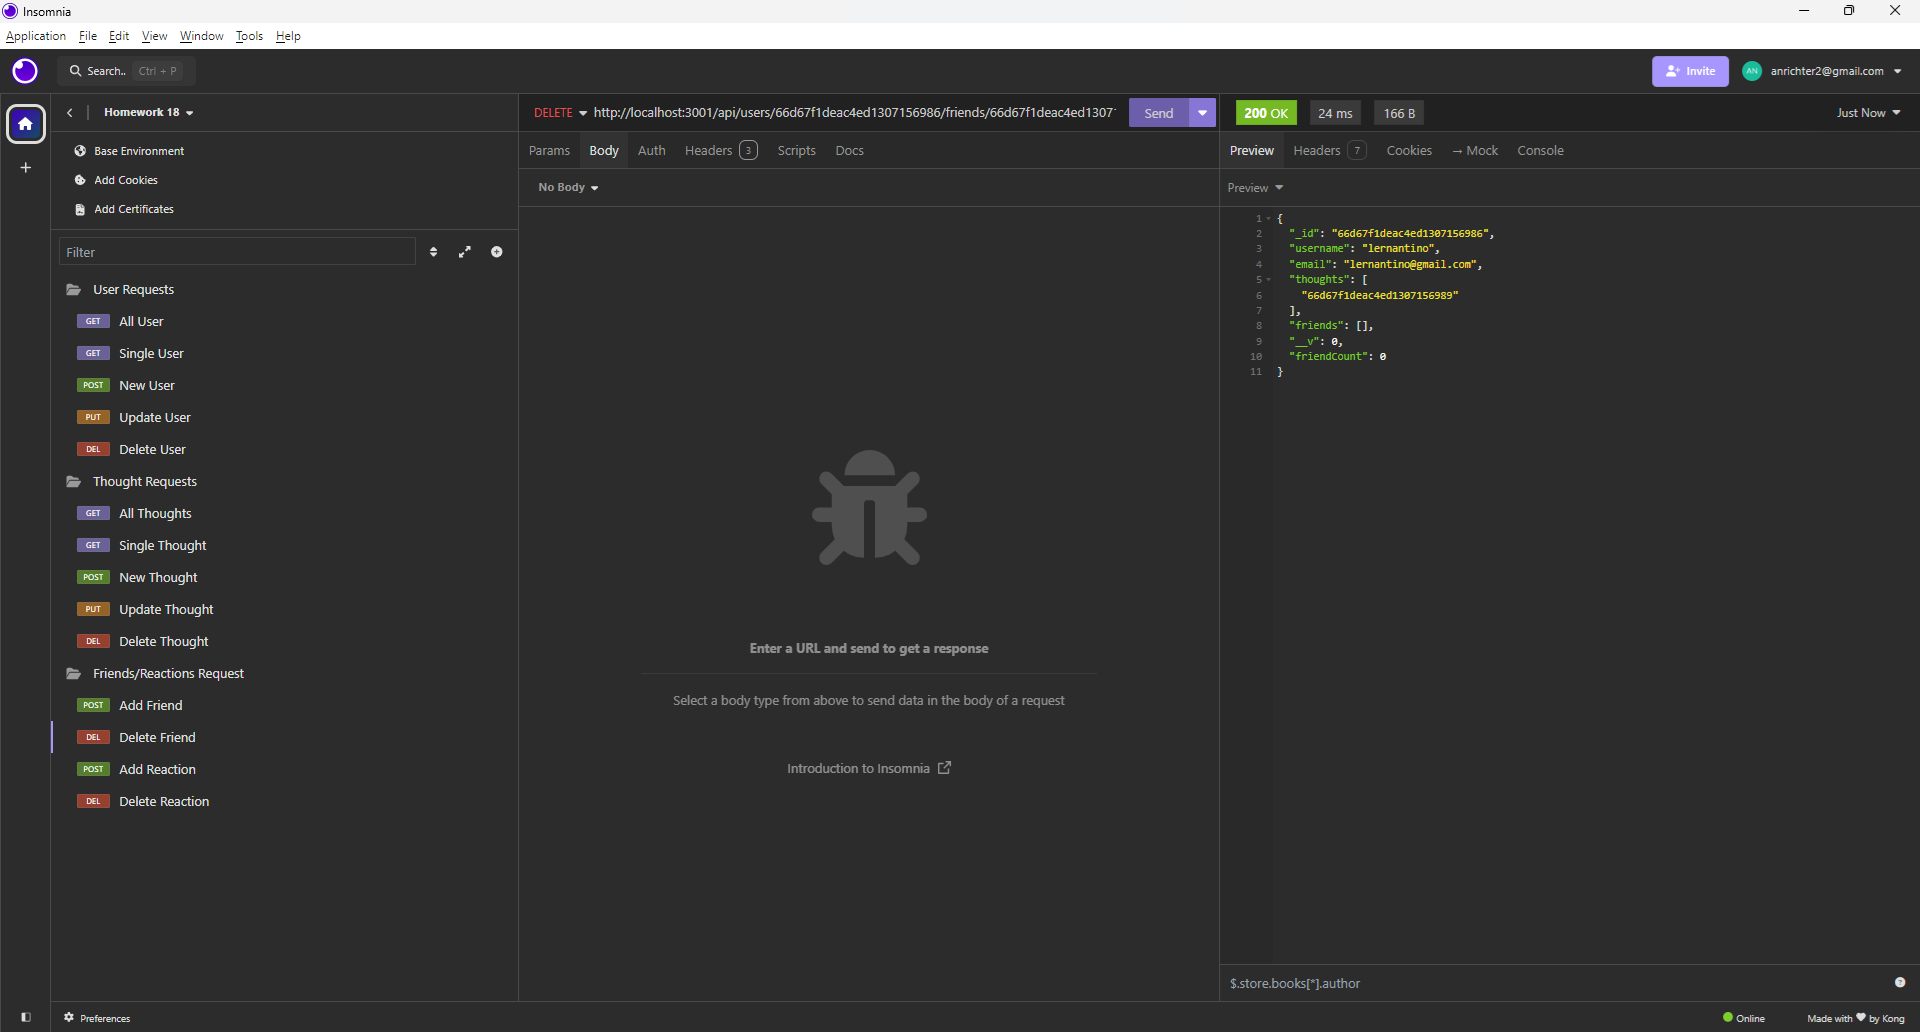 Insomnia
Application File Edit View Window Tools Help
Search.. Ctrl + P
Invite AN anrichter2@gmail.com
Homework 18
Base Environment
Add Cookies
Add Certificates
Filter
User Requests
GET All User
GET Single User
POST New User
PUT Update User
DEL Delete User
Thought Requests
GET All Thoughts
GET Single Thought
POST New Thought
PUT Update Thought
DEL Delete Thought
Friends/Reactions Request
POST Add Friend
DEL Delete Friend
POST Add Reaction
DEL Delete Reaction
Preferences
DELETE http://localhost:3001/api/users/66d67f1deac4ed1307156986/friends/66d67f1deac4ed1307 Send
Params Body Auth Headers 3 Scripts Docs
No Body
Enter a URL and send to get a response
Select a body type from above to send data in the body of a request
Introduction to Insomnia
200 OK 24 ms 166 B Just Now
Preview Headers 7 Cookies → Mock Console
Preview
1 {
2 "_id": "66d67f1deac4ed1307156986",
3 "username": "lernantino",
4 "email": "lernantino@gmail.com",
5 "thoughts": [
6 "66d67f1deac4ed1307156989"
7 ],
8 "friends": [],
9 "__v": 0,
10 "friendCount": 0
11 }
$.store.books[*].author
Online Made with ♥ by Kong